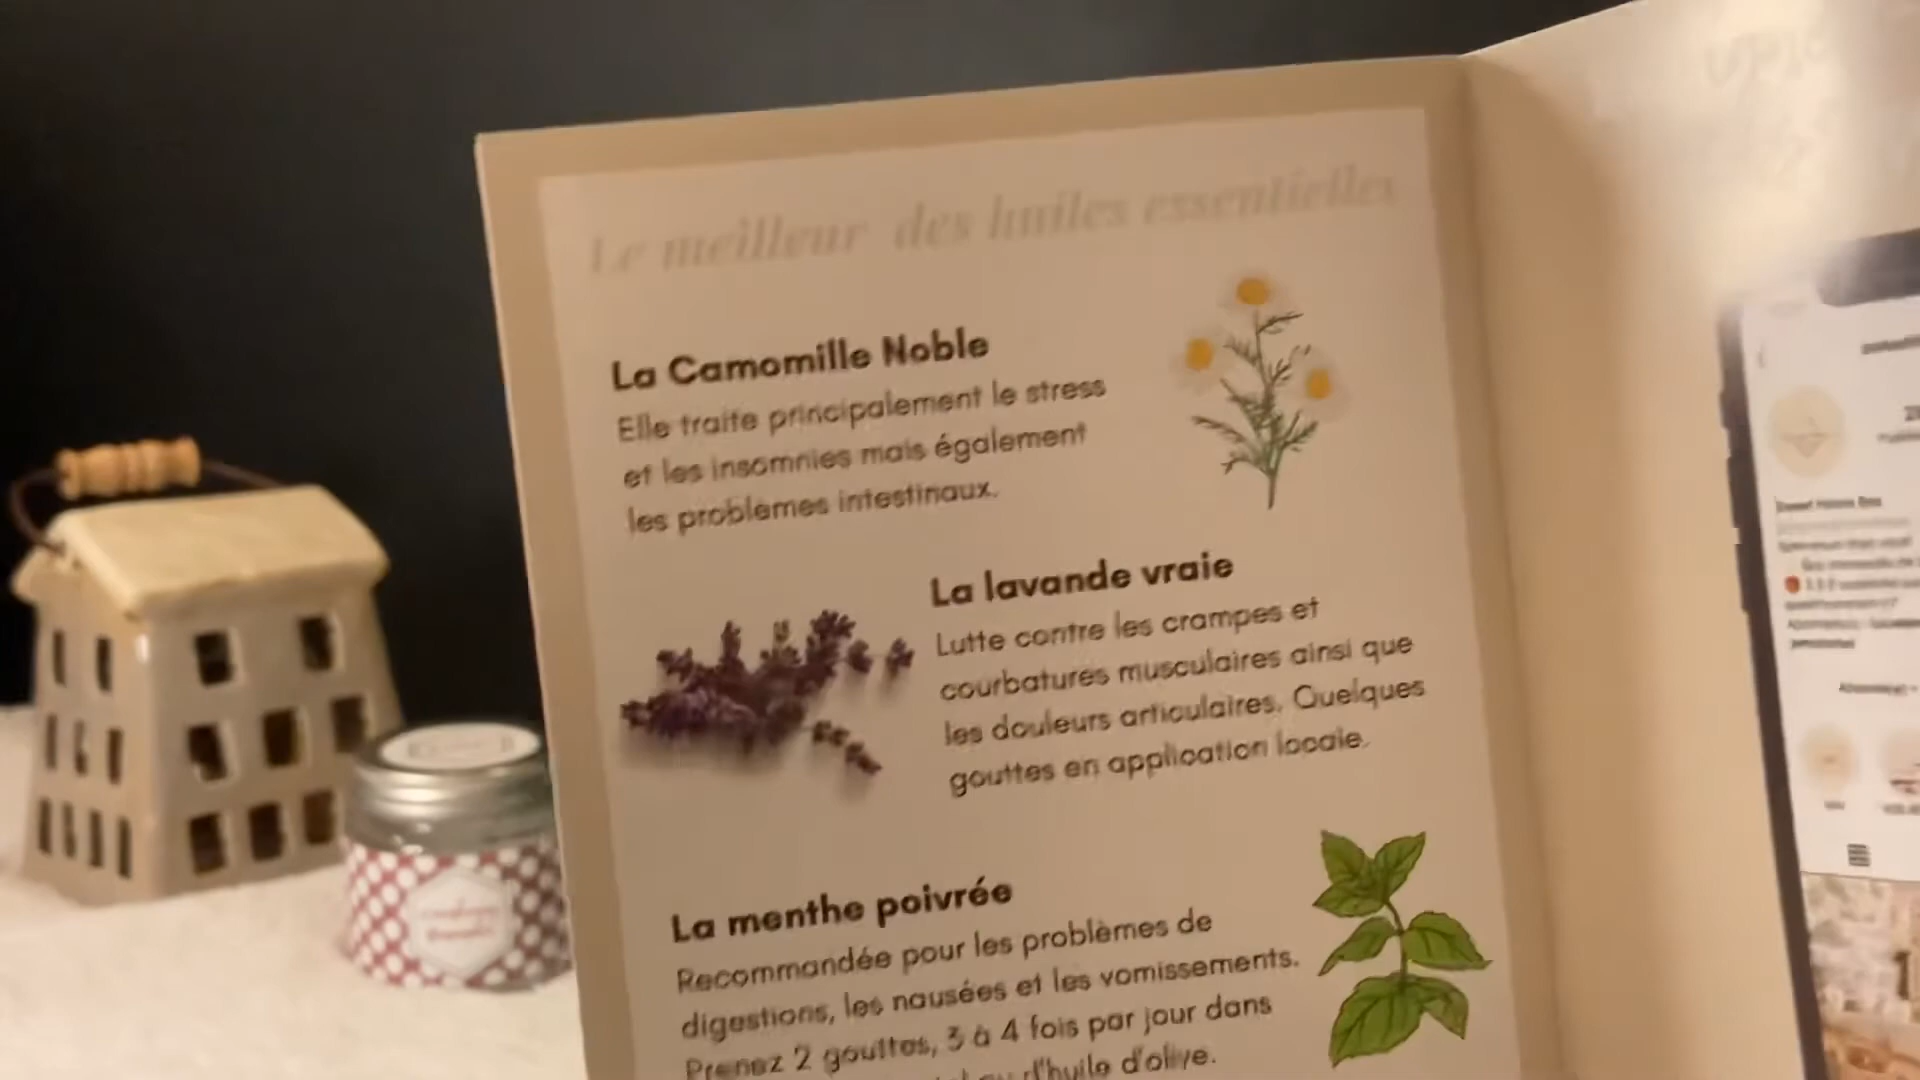 Le meilleur des huiles essentielles
La Camomille Noble
Elle traite principalement le stress
et les insomnies mais également
les problèmes intestinaux.
La lavande vraie
Lutte contre les crampes et
courbatures musculaires ainsi que
les douleurs articulaires. Quelques
gouttes en application locale.
La menthe poivrée
Recommandée pour les problèmes de
digestions, les nausées et les vomissements.
Prenez 2 gouttes, 3 à 4 fois par jour dans
d'huile d'olive.